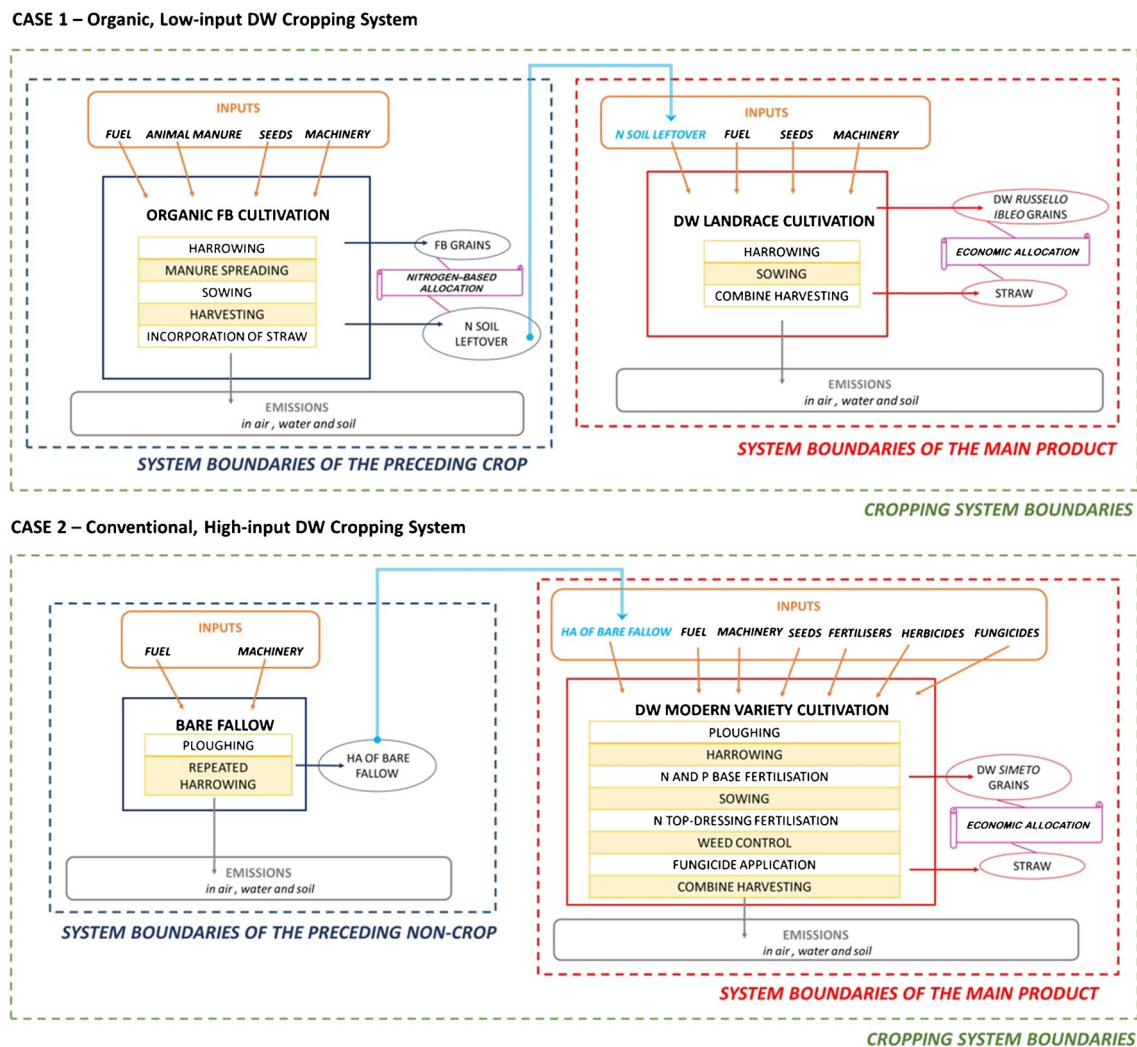 CASE 1 – Organic, Low-input DW Cropping System
INPUTS
FUEL ANIMAL MANURE SEEDS MACHINERY
ORGANIC FB CULTIVATION
HARROWING
MANURE SPREADING
SOWING
HARVESTING
INCORPORATION OF STRAW
FB GRAINS
NITROGEN–BASED
ALLOCATION
N SOIL
LEFTOVER
EMISSIONS
in air , water and soil
SYSTEM BOUNDARIES OF THE PRECEDING CROP
INPUTS
N SOIL LEFTOVER FUEL SEEDS MACHINERY
DW LANDRACE CULTIVATION
HARROWING
SOWING
COMBINE HARVESTING
DW RUSSELLO
IBLEO GRAINS
ECONOMIC ALLOCATION
STRAW
EMISSIONS
in air , water and soil
SYSTEM BOUNDARIES OF THE MAIN PRODUCT
CROPPING SYSTEM BOUNDARIES
CASE 2 – Conventional, High-input DW Cropping System
INPUTS
FUEL MACHINERY
BARE FALLOW
PLOUGHING
REPEATED
HARROWING
HA OF BARE
FALLOW
EMISSIONS
in air , water and soil
SYSTEM BOUNDARIES OF THE PRECEDING NON-CROP
INPUTS
HA OF BARE FALLOW FUEL MACHINERY SEEDS FERTILISERS HERBICIDES FUNGICIDES
DW MODERN VARIETY CULTIVATION
PLOUGHING
HARROWING
N AND P BASE FERTILISATION
SOWING
N TOP-DRESSING FERTILISATION
WEED CONTROL
FUNGICIDE APPLICATION
COMBINE HARVESTING
DW SIMETO
GRAINS
ECONOMIC ALLOCATION
STRAW
EMISSIONS
in air , water and soil
SYSTEM BOUNDARIES OF THE MAIN PRODUCT
CROPPING SYSTEM BOUNDARIES